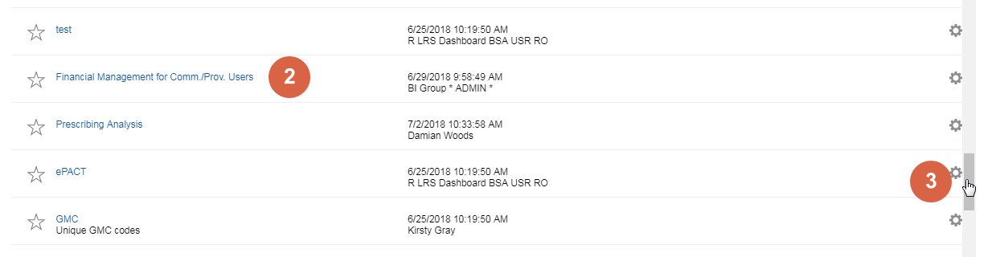 test
6/25/2018 10:19:50 AM
R LRS Dashboard BSA USR RO
Financial Management for Comm./Prov. Users
2
6/29/2018 9:58:49 AM
BI Group * ADMIN *
Prescribing Analysis
7/2/2018 10:33:58 AM
Damian Woods
ePACT
6/25/2018 10:19:50 AM
R LRS Dashboard BSA USR RO
3
GMC
6/25/2018 10:19:50 AM
Unique GMC codes
Kirsty Gray